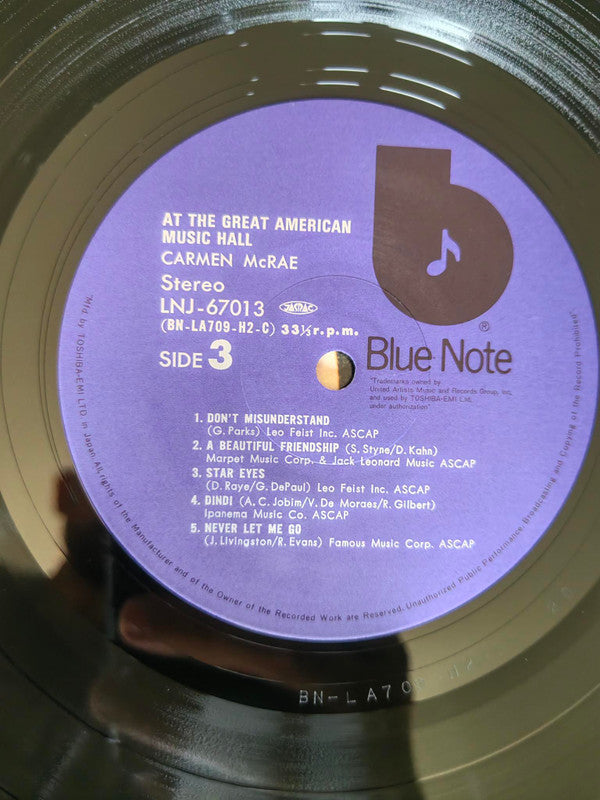 AT THE GREAT AMERICAN
MUSIC HALL
CARMEN McRAE
Stereo
LNJ-67013 JASRAC
(BN-LA709-H2-C) 33⅓ r.p.m.
SIDE 3
b
®
Blue Note
"Trademarks owned by
United Artists Music and Records Group, Inc.
and used by TOSHIBA-EMI Ltd.
under authorization"
1. DON'T MISUNDERSTAND
(G. Parks) Leo Feist Inc. ASCAP
2. A BEAUTIFUL FRIENDSHIP (S. Styne/D. Kahn)
Marpet Music Corp. & Jack Leonard Music ASCAP
3. STAR EYES
(D. Raye/G. DePaul) Leo Feist Inc. ASCAP
4. DINDI (A. C. Jobim/V. De Moraes/R. Gilbert)
Ipanema Music Co. ASCAP
5. NEVER LET ME GO
(J. Livingston/R. Evans) Famous Music Corp. ASCAP
"Mfd. by TOSHIBA-EMI LTD. in Japan All rights of the Manufacturer and of the Owner of the Recorded Work are Reserved. Unauthorized Public Performance, Broadcasting and Copying of the Record Prohibited"
BN-LA70